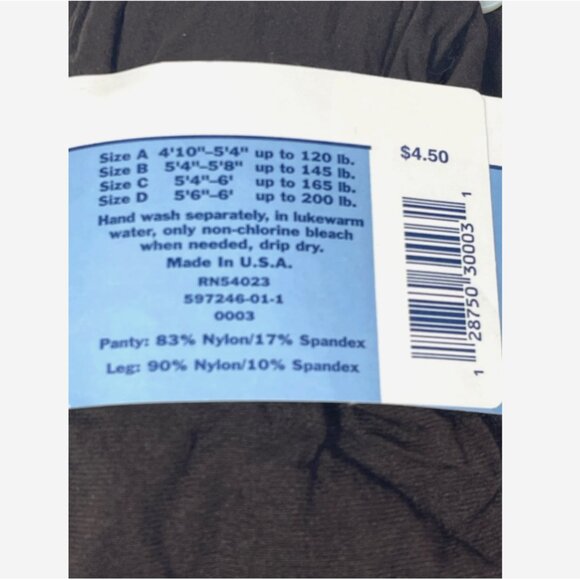 Size A 4'10"–5'4" up to 120 lb.
Size B 5'4"–5'8" up to 145 lb.
Size C 5'4"–6' up to 165 lb.
Size D 5'6"–6' up to 200 lb.
Hand wash separately, in lukewarm
water, only non-chlorine bleach
when needed, drip dry.
Made In U.S.A.
RN54023
597246-01-1
0003
Panty: 83% Nylon/17% Spandex
Leg: 90% Nylon/10% Spandex
$4.50
1 28750 30003 1